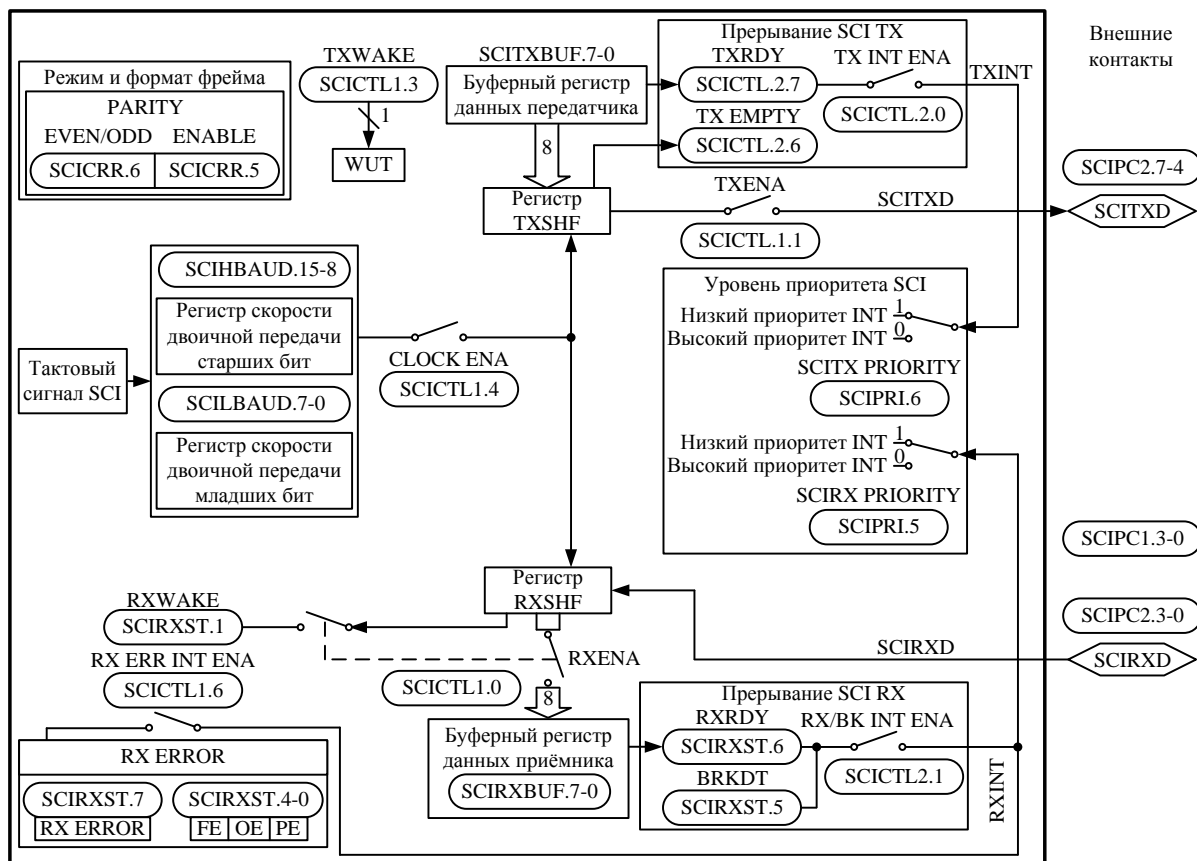 Режим и формат фрейма
PARITY
EVEN/ODD ENABLE
SCICRR.6 SCICRR.5
TXWAKE
SCICTL1.3
1
WUT
SCITXBUF.7-0
Буферный регистр
данных передатчика
8
Регистр
TXSHF
Прерывание SCI TX
TXRDY
SCICTL.2.7
TX INT ENA
SCICTL.2.0
TX EMPTY
SCICTL.2.6
TXINT
Внешние
контакты
TXENA
SCICTL.1.1
SCITXD
SCIPC2.7-4
SCITXD
Тактовый
сигнал SCI
SCIHBAUD.15-8
Регистр скорости
двоичной передачи
старших бит
SCILBAUD.7-0
Регистр скорости
двоичной передачи
младших бит
CLOCK ENA
SCICTL1.4
Уровень приоритета SCI
Низкий приоритет INT 1
Высокий приоритет INT 0
SCITX PRIORITY
SCIPRI.6
Низкий приоритет INT 1
Высокий приоритет INT 0
SCIRX PRIORITY
SCIPRI.5
SCIPC1.3-0
SCIPC2.3-0
SCIRXD
SCIRXD
Регистр
RXSHF
RXWAKE
SCIRXST.1
RX ERR INT ENA
SCICTL1.6
RXENA
SCICTL1.0
8
Буферный регистр
данных приёмника
SCIRXBUF.7-0
Прерывание SCI RX
RXRDY
SCIRXST.6
BRKDT
SCIRXST.5
RX/BK INT ENA
SCICTL2.1
RXINT
RX ERROR
SCIRXST.7 SCIRXST.4-0
RX ERROR FE OE PE